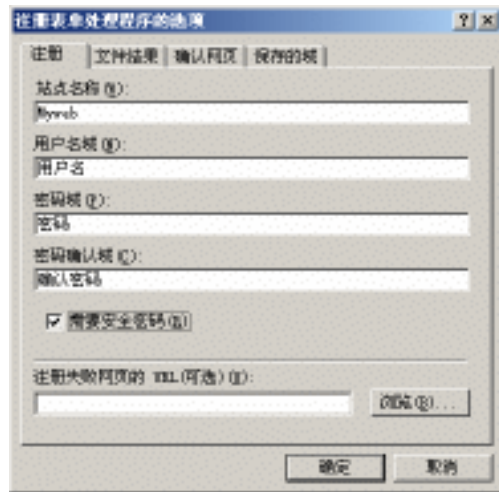 注册表单处理程序的选项
注册 文件结果 确认网页 保存的域
站点名称(W):
Myweb
用户名域(N):
用户名
密码域(P):
密码
密码确认域(C):
确认密码
需要安全密码(R)
注册失败网页的 URL(可选)(U):
浏览(B)...
确定 取消